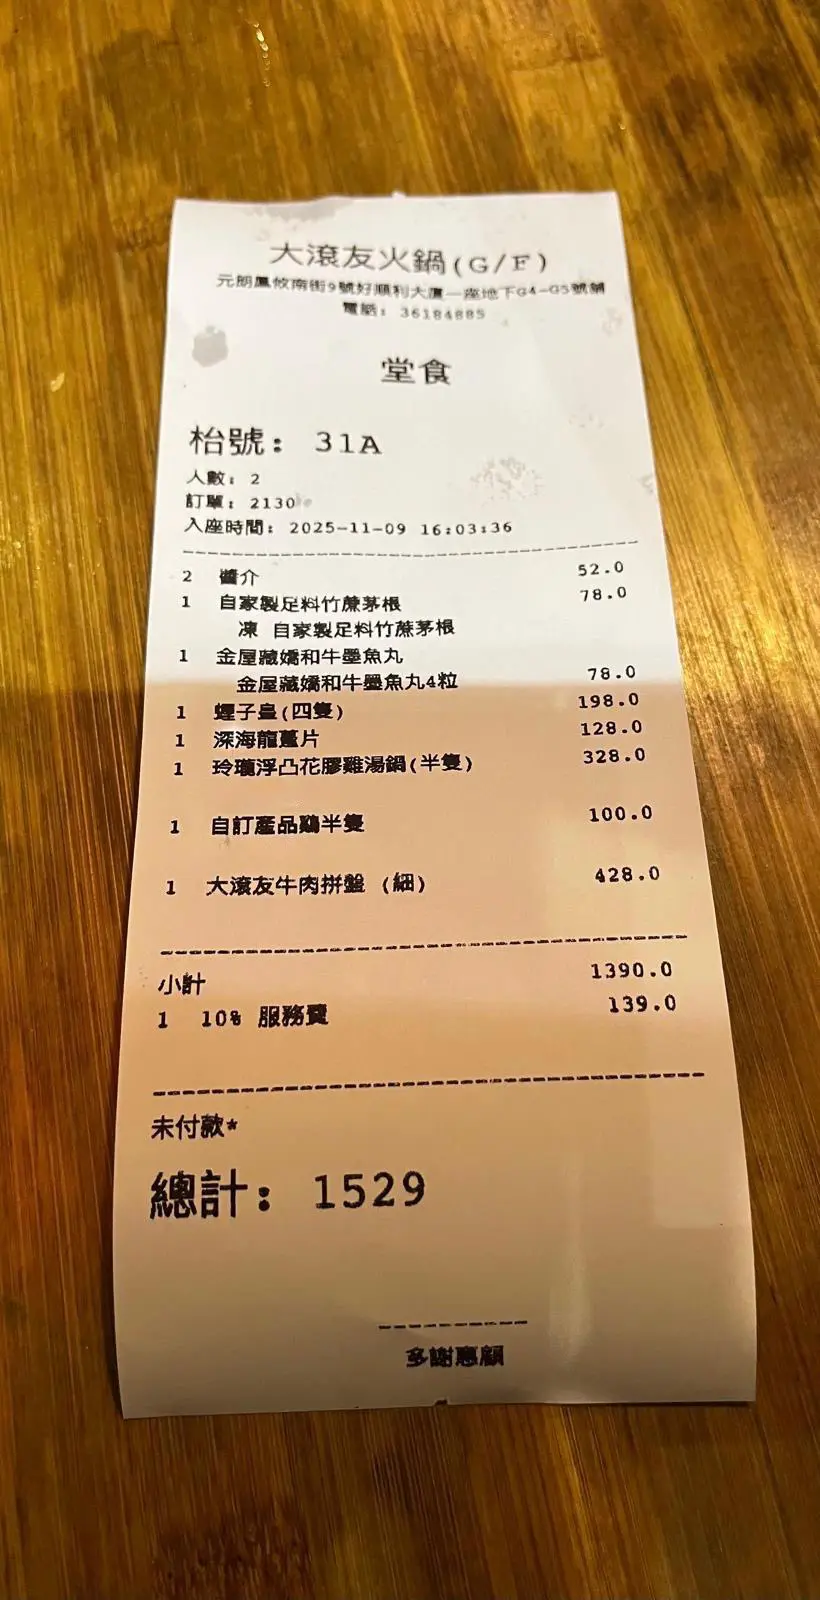 大滾友火鍋(G/F)
元朗鳳攸南街9號好順利大廈一座地下G4-G5號鋪
電話: 36184885
堂食
枱號: 31A
人數: 2
訂單: 2130
入座時間: 2025-11-09 16:03:36
2 醬介 52.0
1 自家製足料竹蔗茅根 78.0
凍 自家製足料竹蔗茅根
1 金屋藏嬌和牛墨魚丸
金屋藏嬌和牛墨魚丸4粒 78.0
1 蟶子皇(四隻) 198.0
1 深海龍躉片 128.0
1 玲瓏浮凸花膠雞湯鍋(半隻) 328.0
1 自訂產品鷄半隻 100.0
1 大滾友牛肉拼盤 (細) 428.0
小計 1390.0
1 10% 服務費 139.0
未付款*
總計: 1529
多謝惠顧